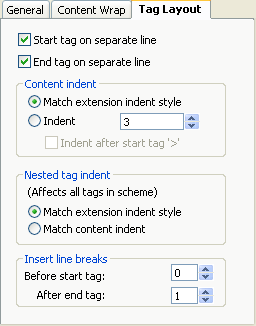 General Content Wrap Tag Layout
Start tag on separate line
End tag on separate line
Content indent
Match extension indent style
Indent 3
Indent after start tag '>'
Nested tag indent
(Affects all tags in scheme)
Match extension indent style
Match content indent
Insert line breaks
Before start tag: 0
After end tag: 1